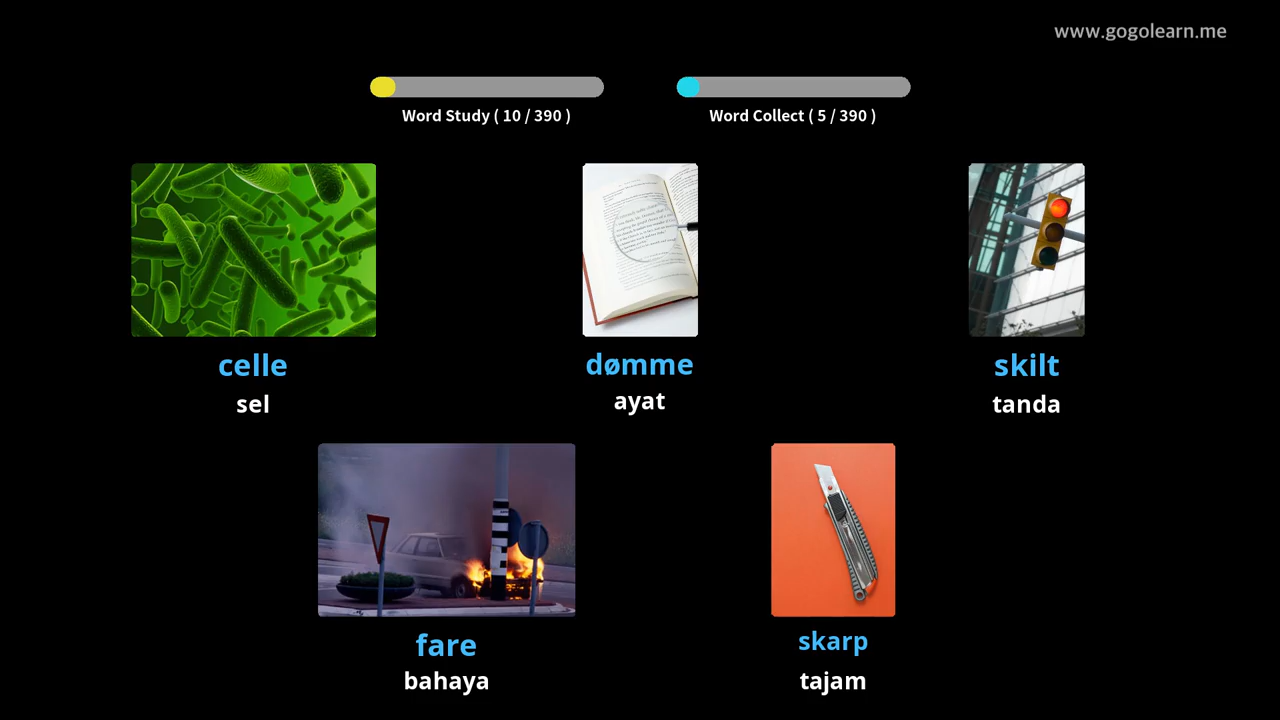 www.gogolearn.me
Word Study ( 10 / 390 )
Word Collect ( 5 / 390 )
celle
sel
dømme
ayat
skilt
tanda
fare
bahaya
skarp
tajam